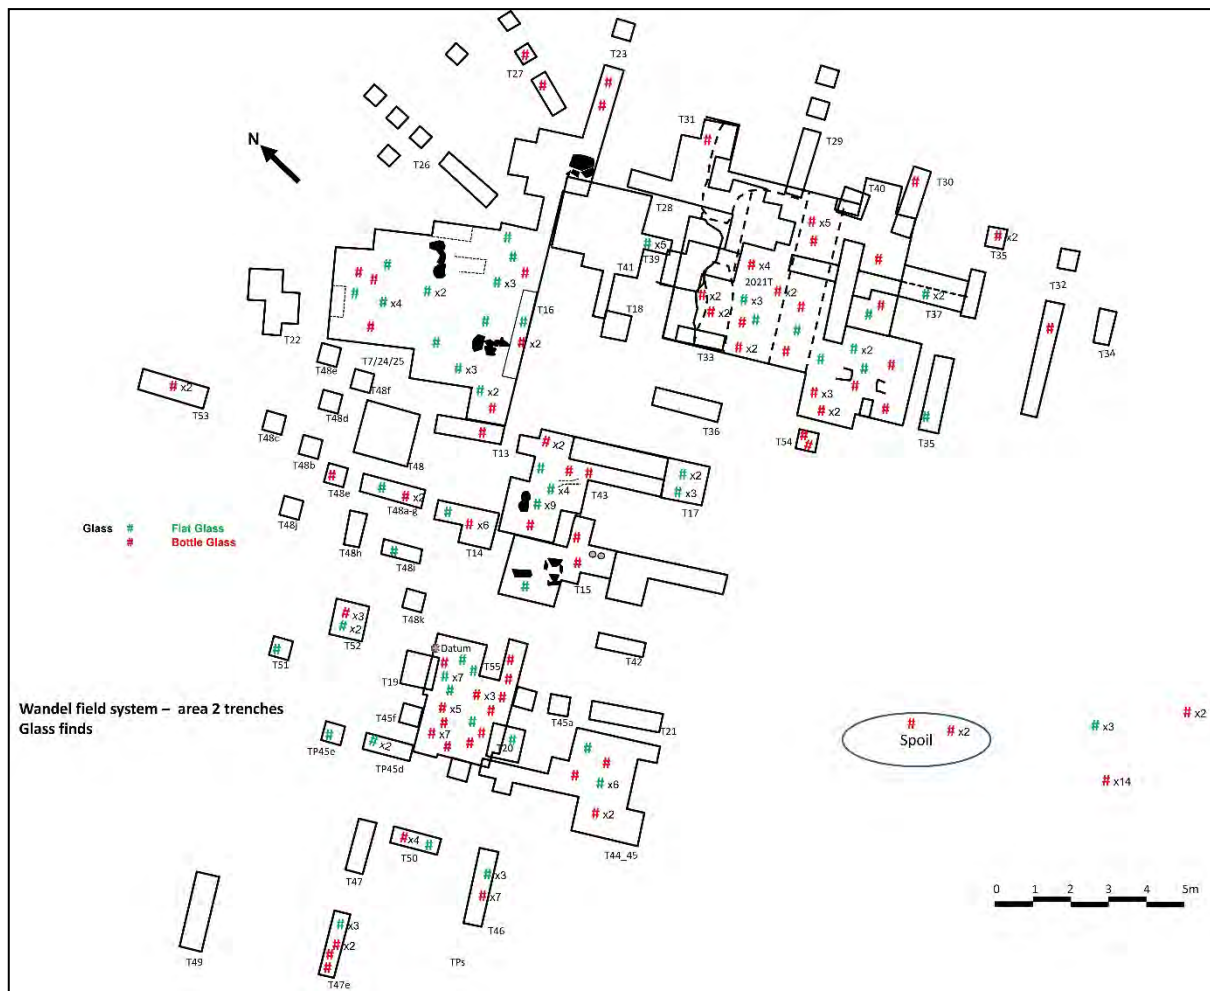 T23
T27
T31
T29
N
T26
T40
T30
T28
# x5
#x2
# x5
T39
T35
T41
# x4
T32
# x3
2021T
# x2
# x4
T16
#x2
#x2
# x3
# x2
T18
# x2
T37
T22
# x2
T34
T7/24/25
T33
# x2
# x2
T48e
# x3
T48f
# x2
# x3
# x2
T53
T48d
# x2
T36
T35
T48c
T13
T54
T48b
T48
# x2
# x2
T48e
# x4
T43
# x3
#x2
# x9
T17
T48a-g
T48j
# x6
Glass # Flat Glass
# Bottle Glass
T48h
T14
T48i
T15
T48k
# x3
# x2
T52
T42
Datum
T51
T55
T19
# x7
# x3
Wandel field system – area 2 trenches
# x5
T45f
T45a
Glass finds
T21
# x2
# x7
T20
# x2
# x3
Spoil
TP45e
# x2
TP45d
# x6
# x14
# x2
#x4 #
T50
T44_45
T47
#x3
0 1 2 3 4 5m
#x7
T46
#x3
#x2
T49
TPs
T47e